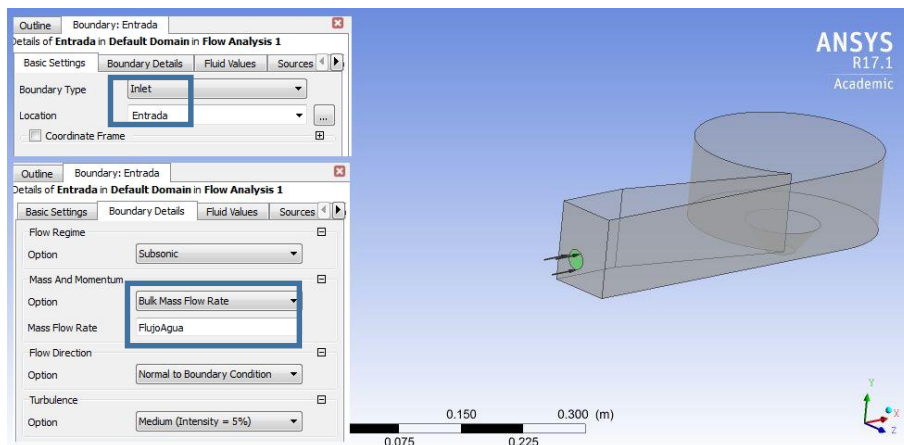 Outline Boundary: Entrada
Details of Entrada in Default Domain in Flow Analysis 1
Basic Settings Boundary Details Fluid Values Sources
Boundary Type Inlet
Location Entrada ...
Coordinate Frame
Outline Boundary: Entrada
Details of Entrada in Default Domain in Flow Analysis 1
Basic Settings Boundary Details Fluid Values Sources
Flow Regime
Option Subsonic
Mass And Momentum
Option Bulk Mass Flow Rate
Mass Flow Rate FlujoAgua
Flow Direction
Option Normal to Boundary Condition
Turbulence
Option Medium (Intensity = 5%)
ANSYS
R17.1
Academic
0.150 0.300 (m)
0.075 0.225
Y
X
Z